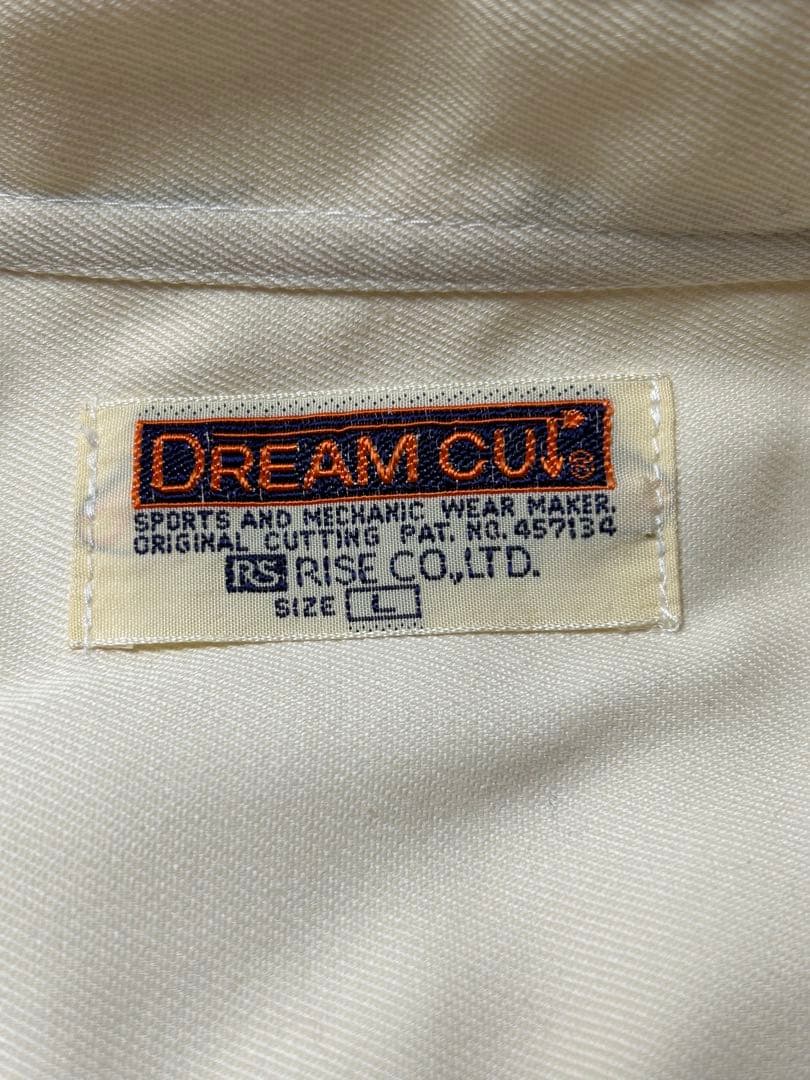 DREAM CUT®
SPORTS AND MECHANIC WEAR MAKER.
ORIGINAL CUTTING PAT. NO. 457134
RS RISE CO.,LTD.
SIZE L